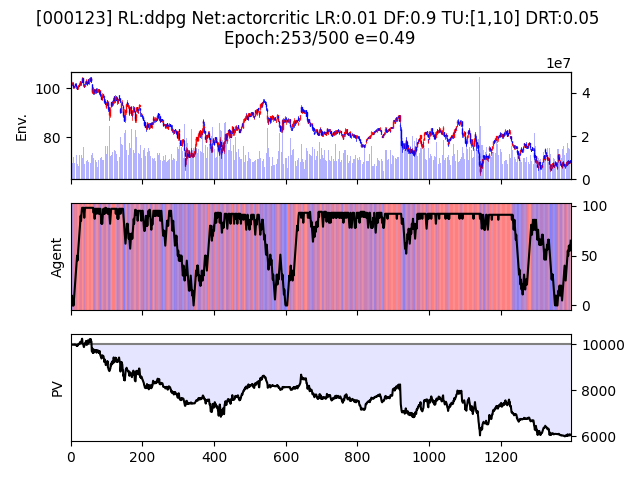 [000123] RL:ddpg Net:actorcritic LR:0.01 DF:0.9 TU:[1,10] DRT:0.05
Epoch:253/500 e=0.49
1e7
Env.
100
80
4
2
0
Agent
100
50
0
PV
10000
8000
6000
0 200 400 600 800 1000 1200